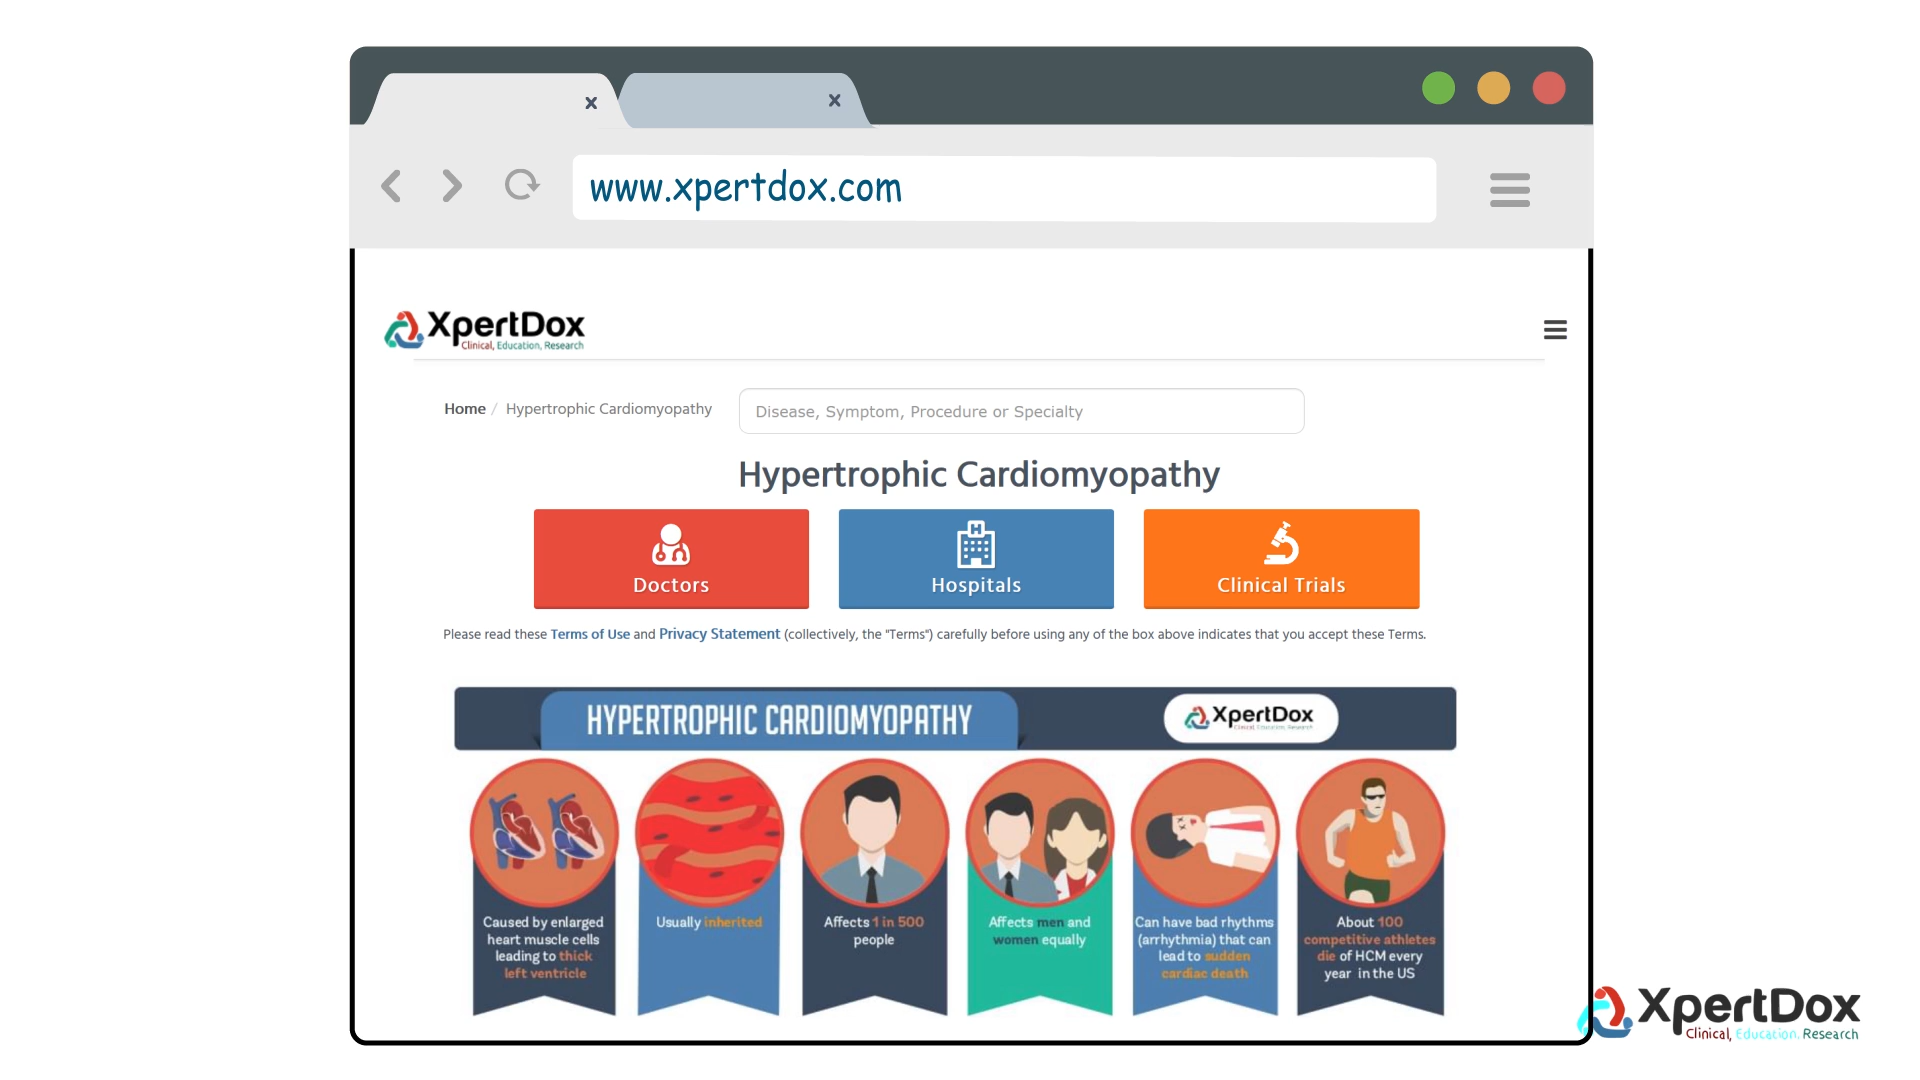 x
x
www.xpertdox.com
XpertDox
Clinical, Education, Research
Home / Hypertrophic Cardiomyopathy
Disease, Symptom, Procedure or Specialty
Hypertrophic Cardiomyopathy
H
Doctors
Hospitals
Clinical Trials
Please read these Terms of Use and Privacy Statement (collectively, the "Terms") carefully before using any of the box above indicates that you accept these Terms.
HYPERTROPHIC CARDIOMYOPATHY
XpertDox
Clinical, Education, Research
Caused by enlarged
heart muscle cells
leading to thick
left ventricle
Usually inherited
Affects 1 in 500
people
Affects men and
women equally
Can have bad rhythms
(arrhythmia) that can
lead to sudden
cardiac death
About 100
competitive athletes
die of HCM every
year in the US
XpertDox
Clinical, Education, Research